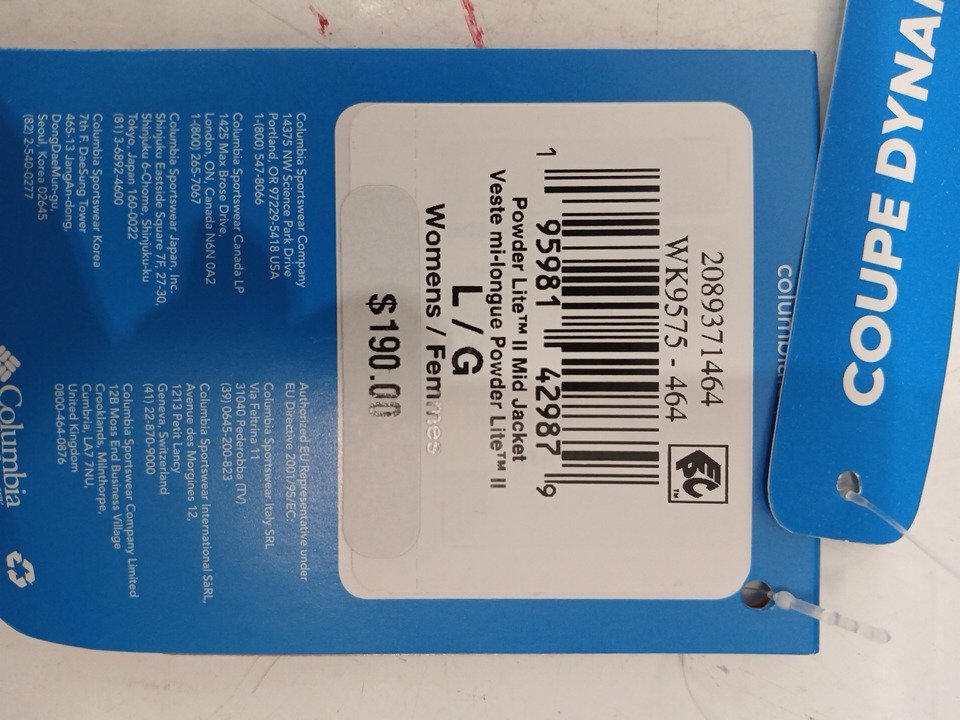 2089371464
WK9575 - 464
EPC™
1 95981 42987 9
Powder Lite™ II Mid Jacket
Veste mi-longue Powder Lite™ II
L / G
Womens / Femmes
$190.00
Columbia Sportswear Company
14375 NW Science Park Drive
Portland, OR 97229-5418 USA
1-(800) 547-8066
Columbia Sportswear Canada LP
1425 Max Brose Drive,
London, ON, Canada N6N 0A2
1-(800) 265-7067
Columbia Sportswear Japan, Inc.
Shinjuku Eastside Square 7F, 27-30,
Shinjuku 6-Chome, Shinjuku-ku
Tokyo, Japan 160-0022
(81) 3-6892-4600
Columbia Sportswear Korea
7th F. DaeSung Tower
465-13 JangAn-dong,
DongDaeMun-gu,
Seoul, Korea 02645
(82) 2-540-0277
Authorized EU Representative under
EU Directive 2001/95/EC:
Columbia Sportswear Italy SRL
Via Feltrina 11
31040 Pederobba (TV)
(39) 0645-200-823
Columbia Sportswear International SàRL,
Avenue des Morgines 12,
1213 Petit Lancy
Geneva, Switzerland
(41) 22-870-9000
Columbia Sportswear Company Limited
12B Moss End Business Village
Crooklands, Milnthorpe,
Cumbria, LA7 7NU,
United Kingdom
0800-464-0876
Columbia
COUPE DYNA